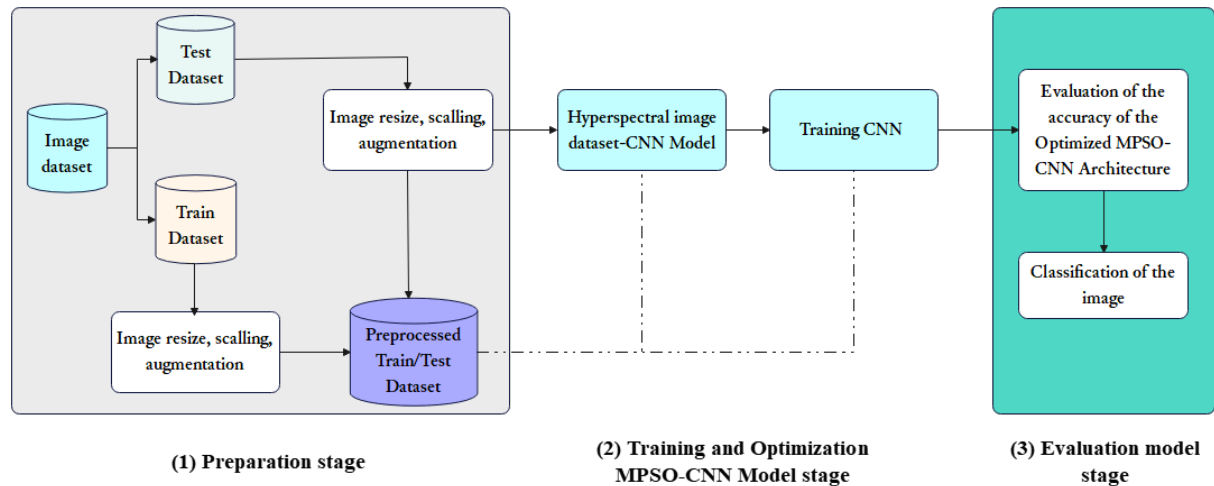 Test
Dataset
Image
dataset
Train
Dataset
Image resize, scalling,
augmentation
Image resize, scalling,
augmentation
Preprocessed
Train/Test
Dataset
Hyperspectral image
dataset-CNN Model
Training CNN
Evaluation of the
accuracy of the
Optimized MPSO-
CNN Architecture
Classification of the
image
(1) Preparation stage
(2) Training and Optimization
MPSO-CNN Model stage
(3) Evaluation model
stage